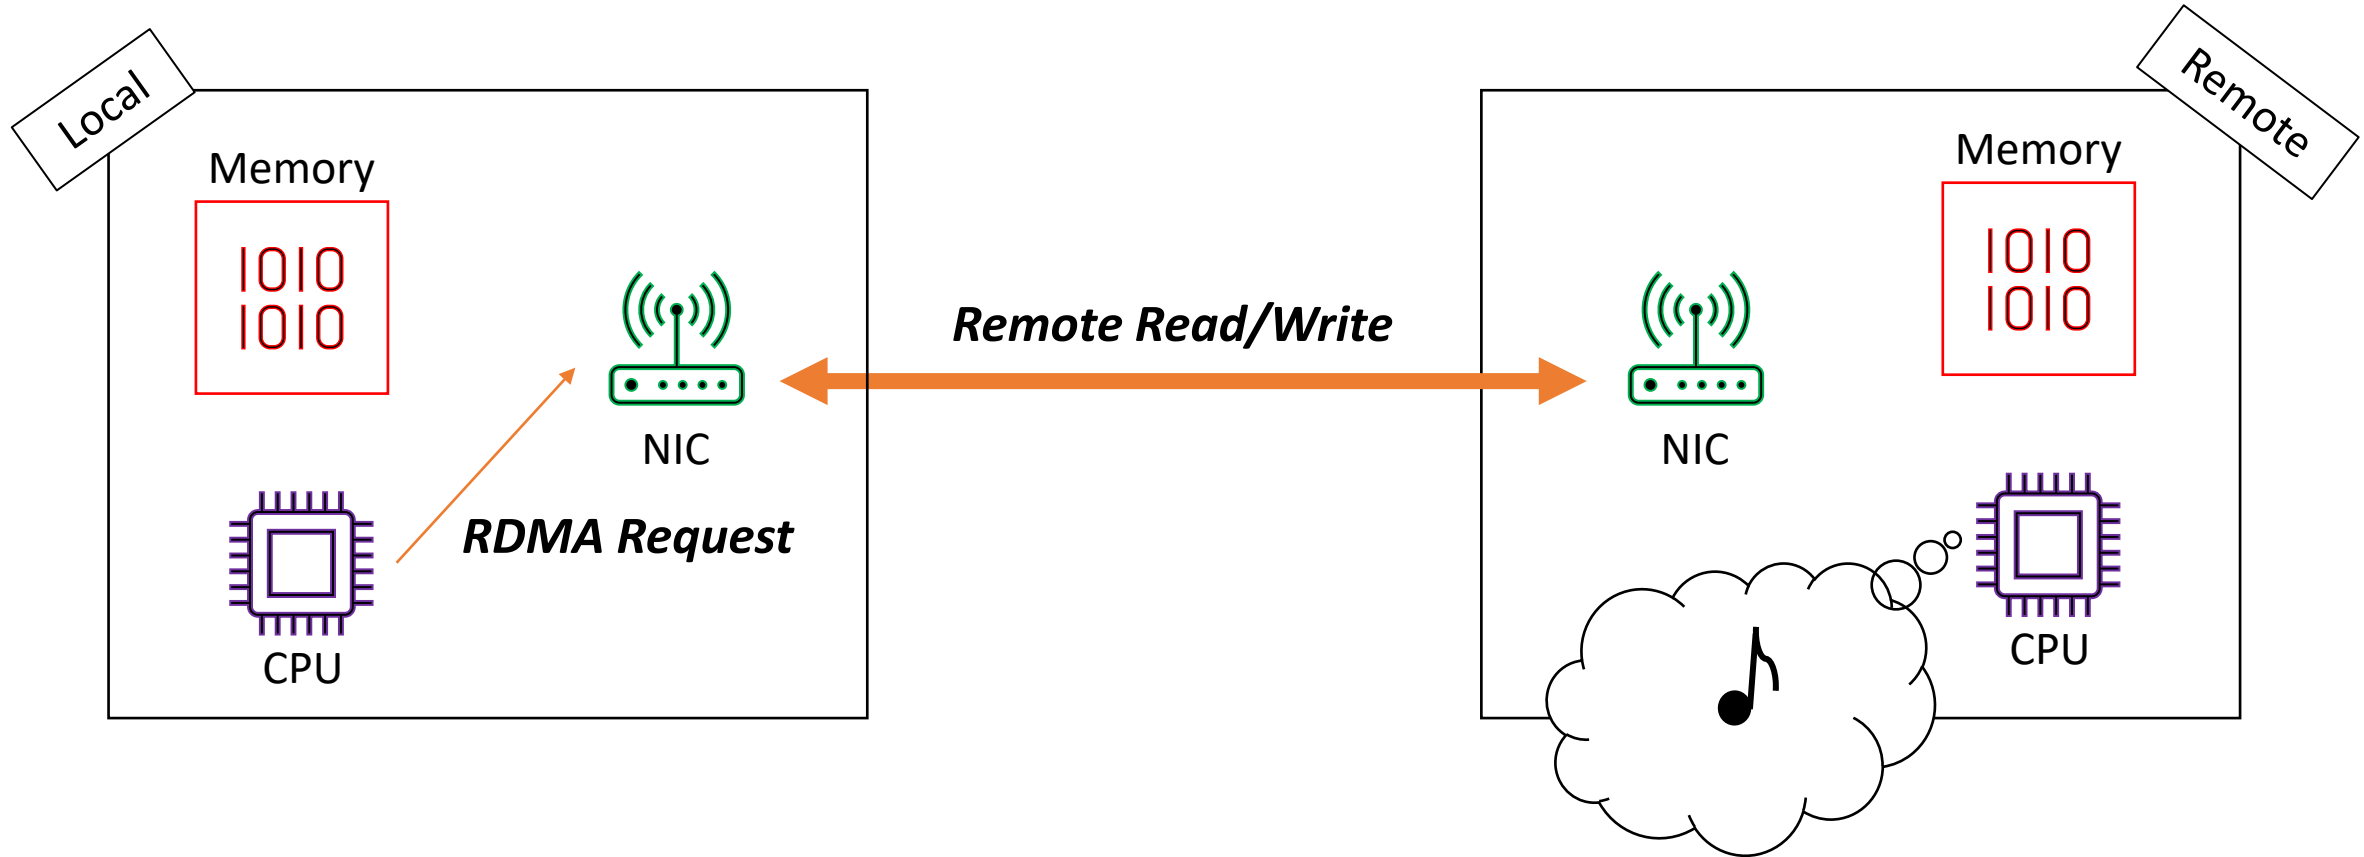 Local
Memory
1010
1010
NIC
RDMA Request
CPU
Remote Read/Write
Remote
Memory
1010
1010
NIC
CPU